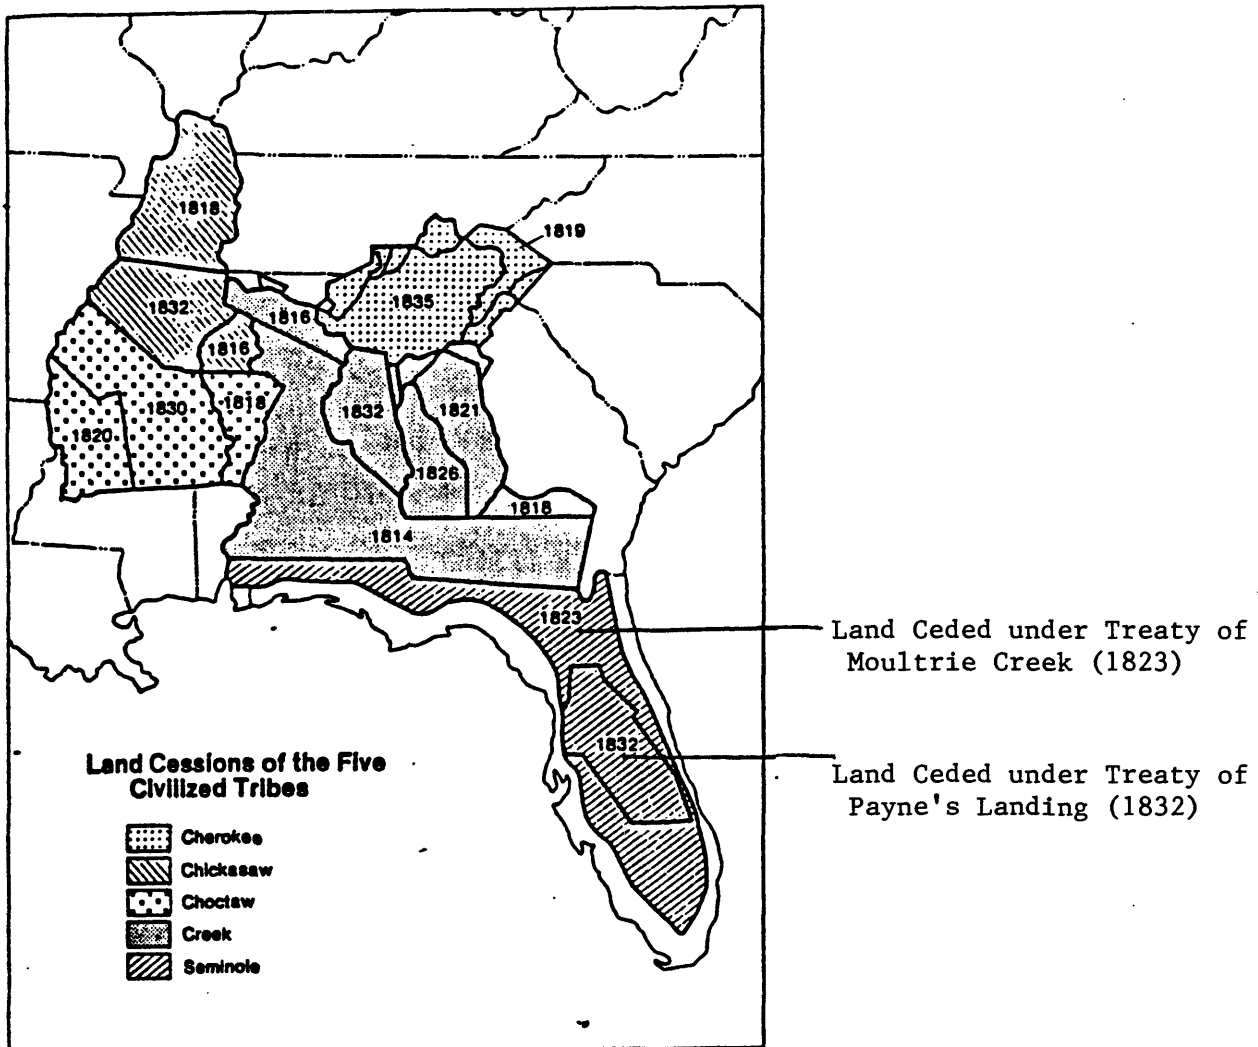 1818
1819
1835
1832
1816
1816
1818
1830
1820
1832
1821
1826
1818
1814
1823
Land Ceded under Treaty of
Moultrie Creek (1823)
1832
Land Ceded under Treaty of
Payne's Landing (1832)
Land Cessions of the Five
Civilized Tribes
Cherokee
Chickasaw
Choctaw
Creek
Seminole